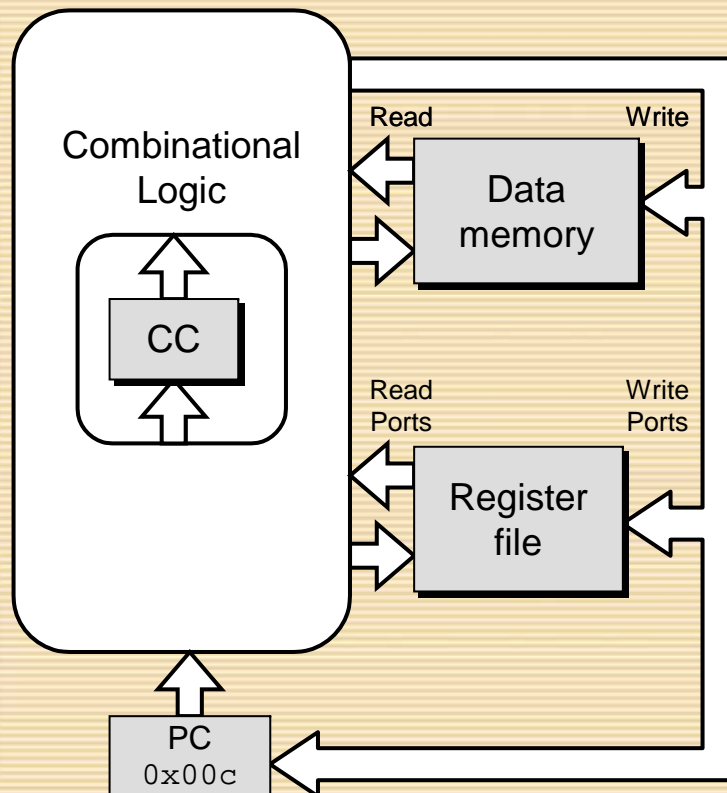 Combinational
Logic
CC
Read
Write
Data
memory
Read
Ports
Write
Ports
Register
file
PC
0x00c